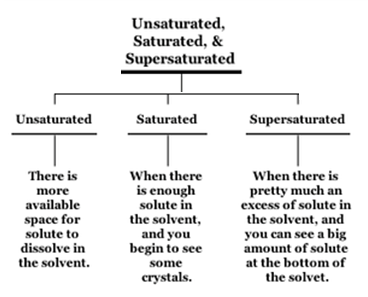 Unsaturated,
Saturated, &
Supersaturated
Unsaturated
There is
more
available
space for
solute to
dissolve in
the solvent.
Saturated
When there
is enough
solute in
the solvent,
and you
begin to see
some
crystals.
Supersaturated
When there is
pretty much an
excess of solute in
the solvent, and
you can see a big
amount of solute
at the bottom of
the solvet.